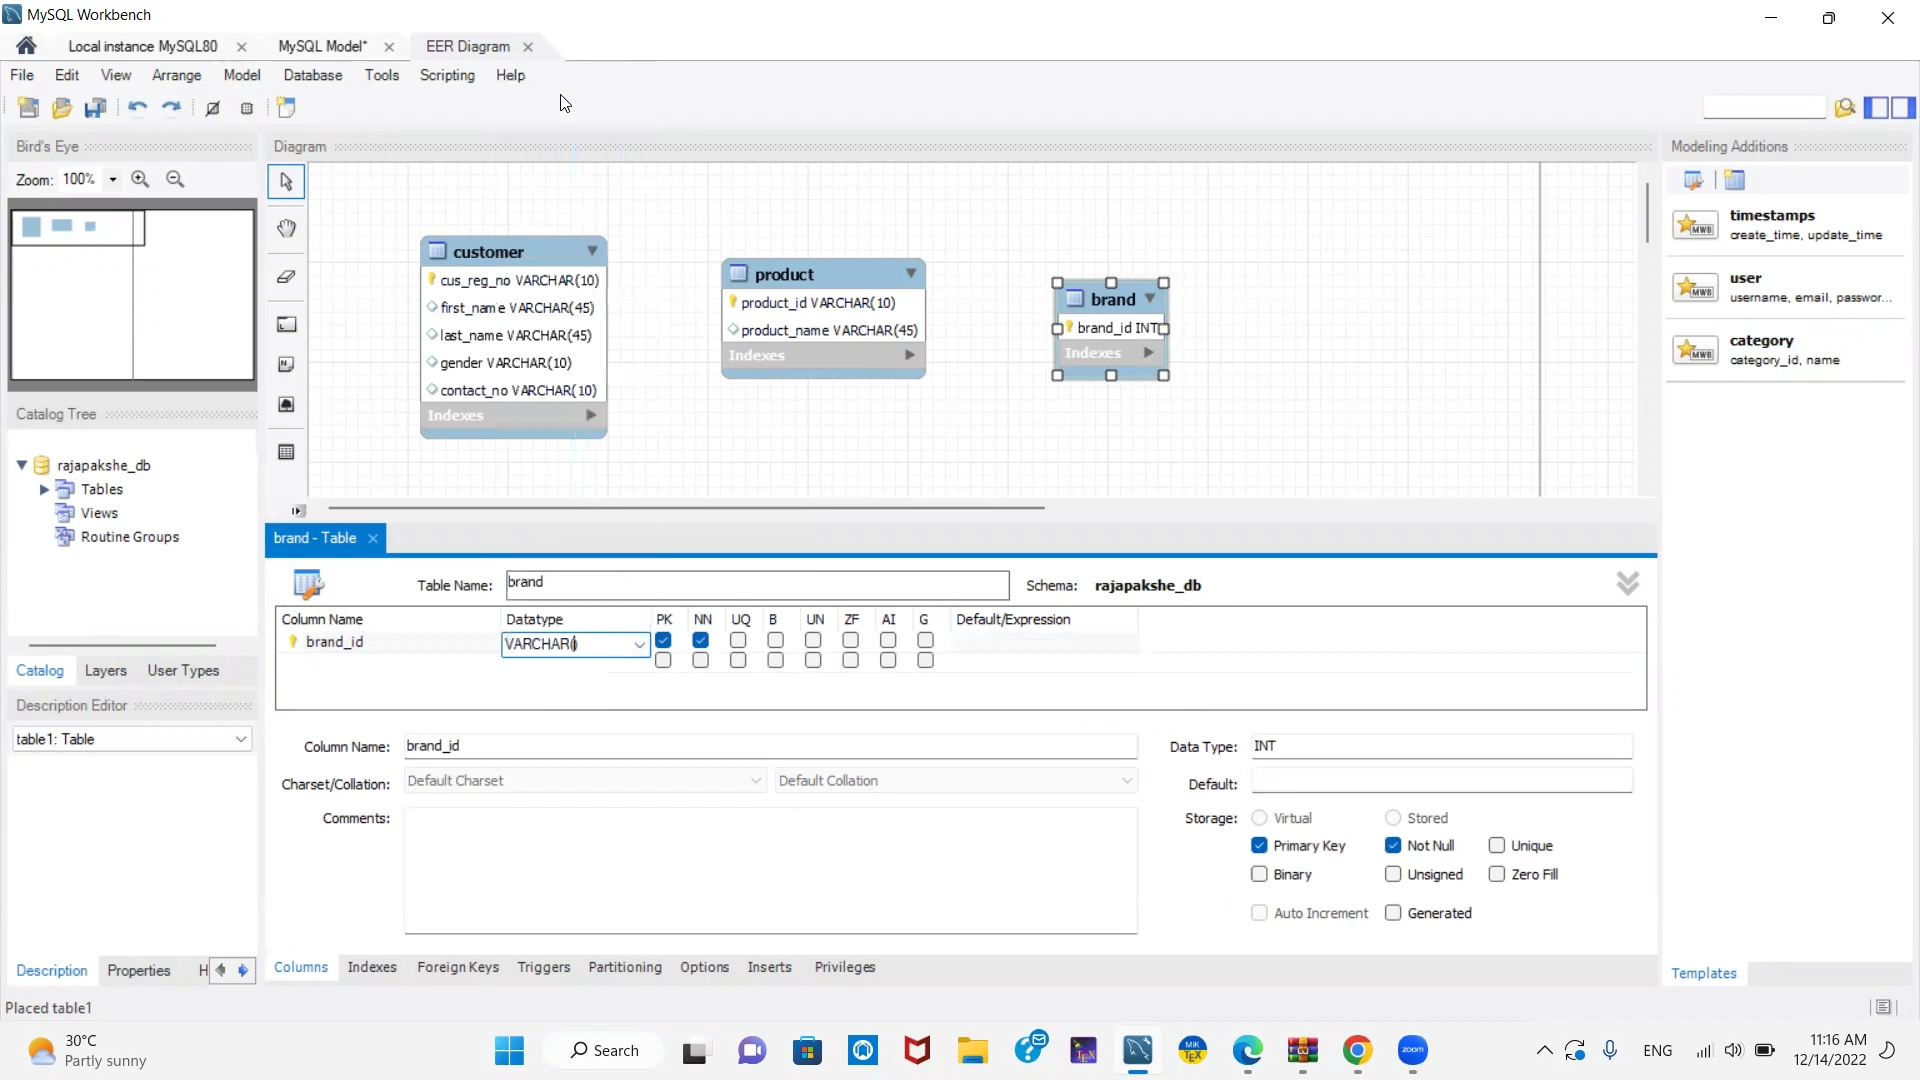 MySQL Workbench
Local instance MySQL80
MySQL Model*
EER Diagram
File Edit View Arrange Model Database Tools Scripting Help
Bird's Eye
Diagram
Modeling Additions
Zoom: 100%
customer
cus_reg_no VARCHAR(10)
first_name VARCHAR(45)
last_name VARCHAR(45)
gender VARCHAR(10)
contact_no VARCHAR(10)
Indexes
product
product_id VARCHAR(10)
product_name VARCHAR(45)
Indexes
brand
brand_id INT
Indexes
timestamps
create_time, update_time
user
username, email, passwor...
category
category_id, name
Catalog Tree
rajapakshe_db
Tables
Views
Routine Groups
Catalog Layers User Types
Description Editor
table1: Table
Description Properties H
brand - Table
Table Name: brand
Schema: rajapakshe_db
Column Name Datatype PK NN UQ B UN ZF AI G Default/Expression
brand_id VARCHAR()
Column Name: brand_id
Data Type: INT
Charset/Collation: Default Charset Default Collation
Default:
Comments:
Storage: Virtual Stored
Primary Key Not Null Unique
Binary Unsigned Zero Fill
Auto Increment Generated
Columns Indexes Foreign Keys Triggers Partitioning Options Inserts Privileges
Templates
Placed table1
30°C
Partly sunny
Search
zoom
ENG
11:16 AM
12/14/2022